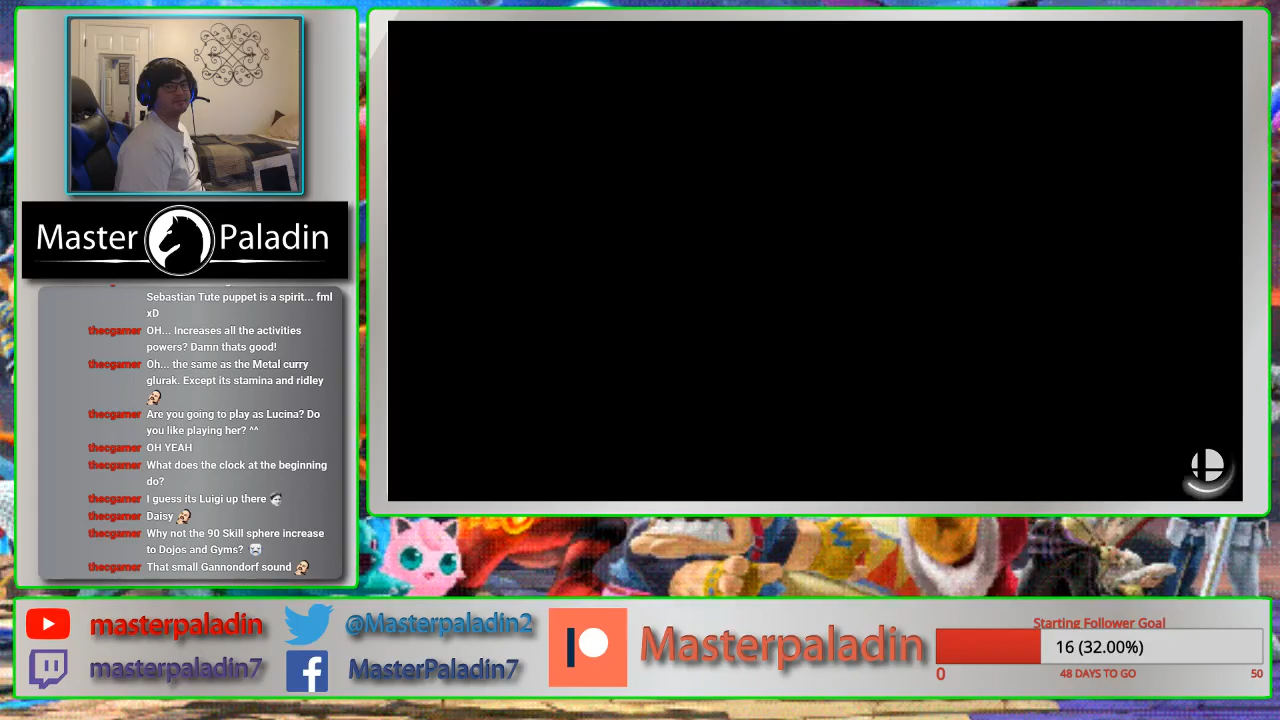 Master Paladin
Sebastian Tute puppet is a spirit... fml
xD
thecgamer OH... Increases all the activities
powers? Damn thats good!
thecgamer Oh... the same as the Metal curry
glurak. Except its stamina and ridley
thecgamer Are you going to play as Lucina? Do
you like playing her? ^^
thecgamer OH YEAH
thecgamer What does the clock at the beginning
do?
thecgamer I guess its Luigi up there
thecgamer Daisy
thecgamer Why not the 90 Skill sphere increase
to Dojos and Gyms?
thecgamer That small Gannondorf sound
masterpaladin
@Masterpaladin2
masterpaladin7
MasterPaladin7
Masterpaladin
Starting Follower Goal
16 (32.00%)
0
48 DAYS TO GO
50